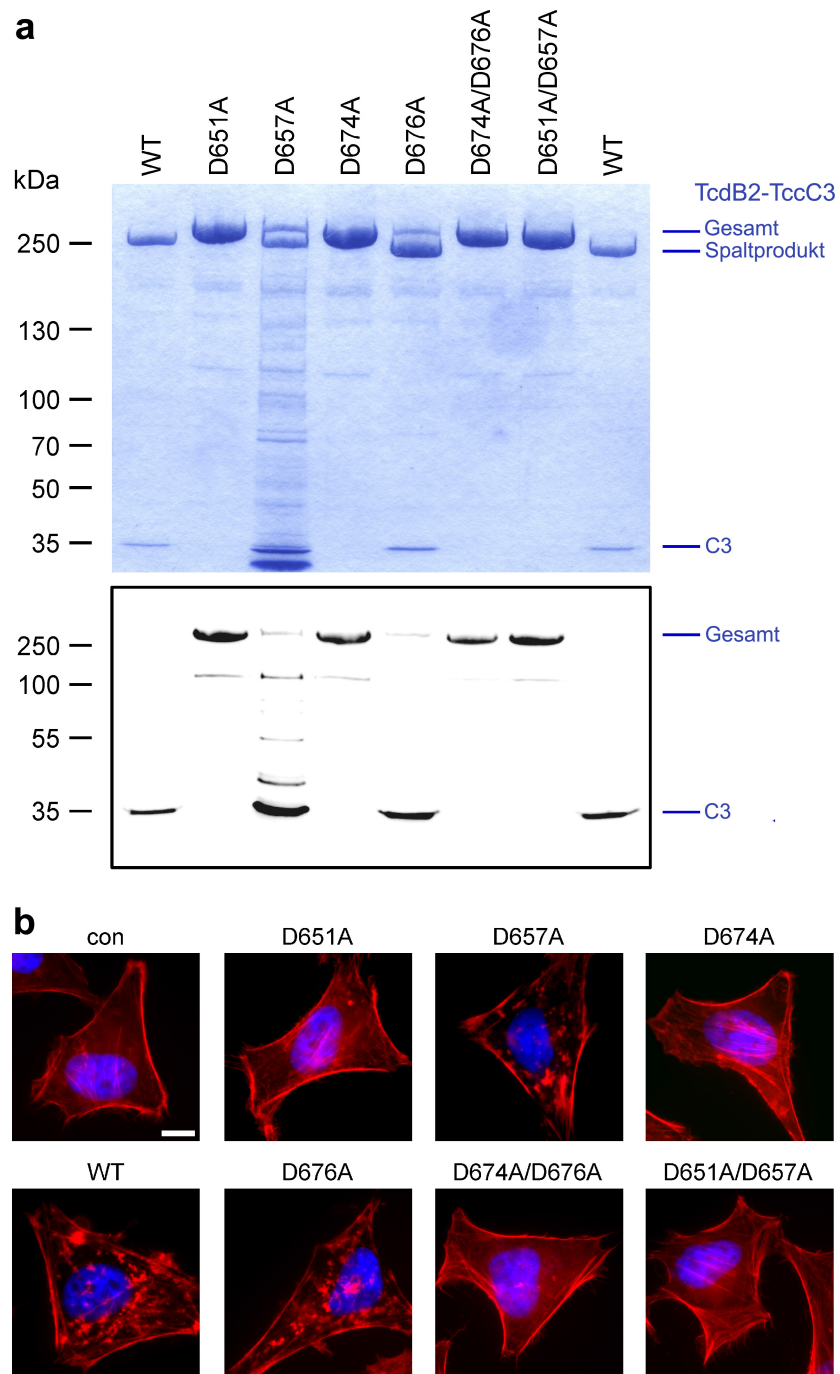 a
WT D651A D657A D674A D676A D674A/D676A D651A/D657A WT
kDa
TcdB2-TccC3
Gesamt
250 Spaltprodukt
130
100
70
50
35 C3
250 Gesamt
100
55
35 C3
b
con D651A D657A D674A
WT D676A D674A/D676A D651A/D657A